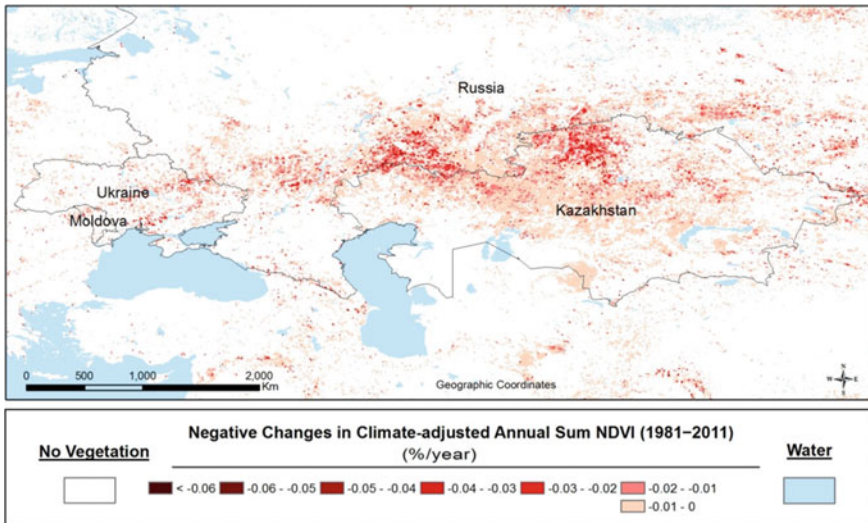 Russia
Ukraine
Moldova
Kazakhstan
0 500 1,000 2,000
Km
Geographic Coordinates
N
W E
S
Negative Changes in Climate-adjusted Annual Sum NDVI (1981−2011)
(%/year)
No Vegetation
Water
< -0.06 -0.06 - -0.05 -0.05 - -0.04 -0.04 - -0.03 -0.03 - -0.02 -0.02 - -0.01
-0.01 - 0